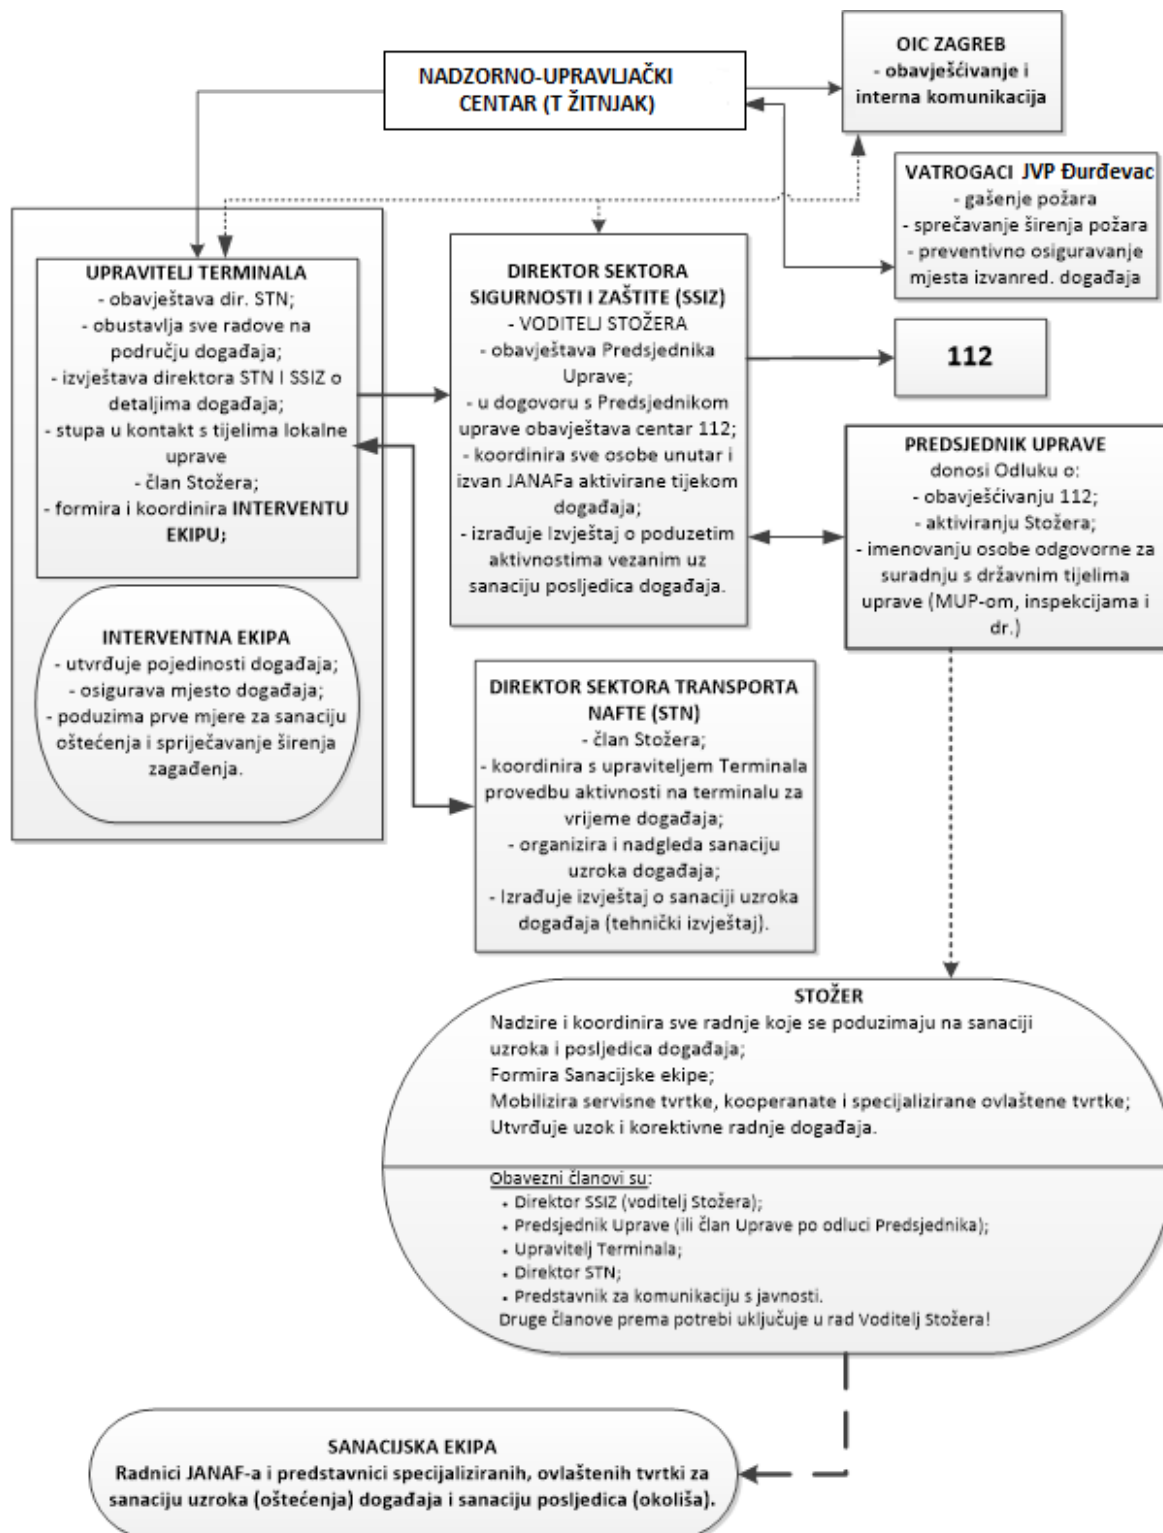 NADZORNO-UPRAVLJAČKI
CENTAR (T ŽITNJAK)
OIC ZAGREB
- obavješćivanje i
interna komunikacija
VATROGACI JVP Đurđevac
- gašenje požara
- sprečavanje širenja požara
- preventivno osiguravanje
mjesta izvanred. događaja
UPRAVITELJ TERMINALA
- obavještava dir. STN;
- obustavlja sve radove na
području događaja;
- izvještava direktora STN I SSIZ o
detaljima događaja;
- stupa u kontakt s tijelima lokalne
uprave
- član Stožera;
- formira i koordinira INTERVENTU
EKIPU;
DIREKTOR SEKTORA
SIGURNOSTI I ZAŠTITE (SSIZ)
- VODITELJ STOŽERA
- obavještava Predsjednika
Uprave;
- u dogovoru s Predsjednikom
uprave obavještava centar 112;
- koordinira sve osobe unutar i
izvan JANAFa aktivirane tijekom
događaja;
- izrađuje Izvještaj o poduzetim
aktivnostima vezanim uz
sanaciju posljedica događaja.
112
PREDSJEDNIK UPRAVE
donosi Odluku o:
- obavješćivanju 112;
- aktiviranju Stožera;
- imenovanju osobe odgovorne za
suradnju s državnim tijelima
uprave (MUP-om, inspekcijama i
dr.)
INTERVENTNA EKIPA
- utvrđuje pojedinosti događaja;
- osigurava mjesto događaja;
- poduzima prve mjere za sanaciju
oštećenja i spriječavanje širenja
zagađenja.
DIREKTOR SEKTORA TRANSPORTA
NAFTE (STN)
- član Stožera;
- koordinira s upraviteljem Terminala
provedbu aktivnosti na terminalu za
vrijeme događaja;
- organizira i nadgleda sanaciju
uzroka događaja;
- Izrađuje izvještaj o sanaciji uzroka
događaja (tehnički izvještaj).
STOŽER
Nadzire i koordinira sve radnje koje se poduzimaju na sanaciji
uzroka i posljedica događaja;
Formira Sanacijske ekipe;
Mobilizira servisne tvrtke, kooperanate i specijalizirane ovlaštene tvrtke;
Utvrđuje uzok i korektivne radnje događaja.
Obavezni članovi su:
• Direktor SSIZ (voditelj Stožera);
• Predsjednik Uprave (ili član Uprave po odluci Predsjednika);
• Upravitelj Terminala;
• Direktor STN;
• Predstavnik za komunikaciju s javnosti.
Druge članove prema potrebi uključuje u rad Voditelj Stožera!
SANACIJSKA EKIPA
Radnici JANAF-a i predstavnici specijaliziranih, ovlaštenih tvrtki za
sanaciju uzroka (oštećenja) događaja i sanaciju posljedica (okoliša).